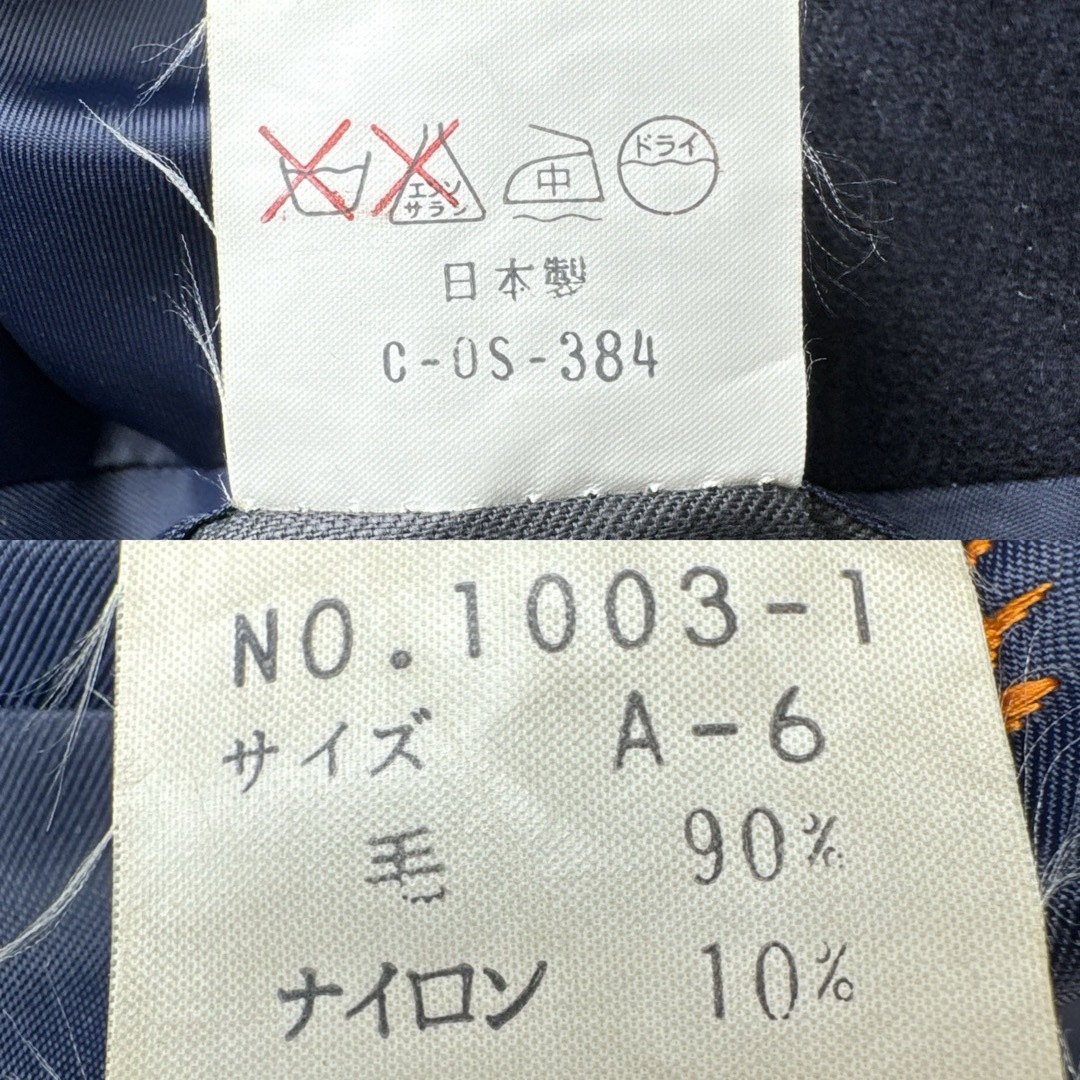 エンソ
サラシ
中
ドライ
日本製
C-OS-384
NO.1003-1
サイズ A-6
毛 90%
ナイロン 10%